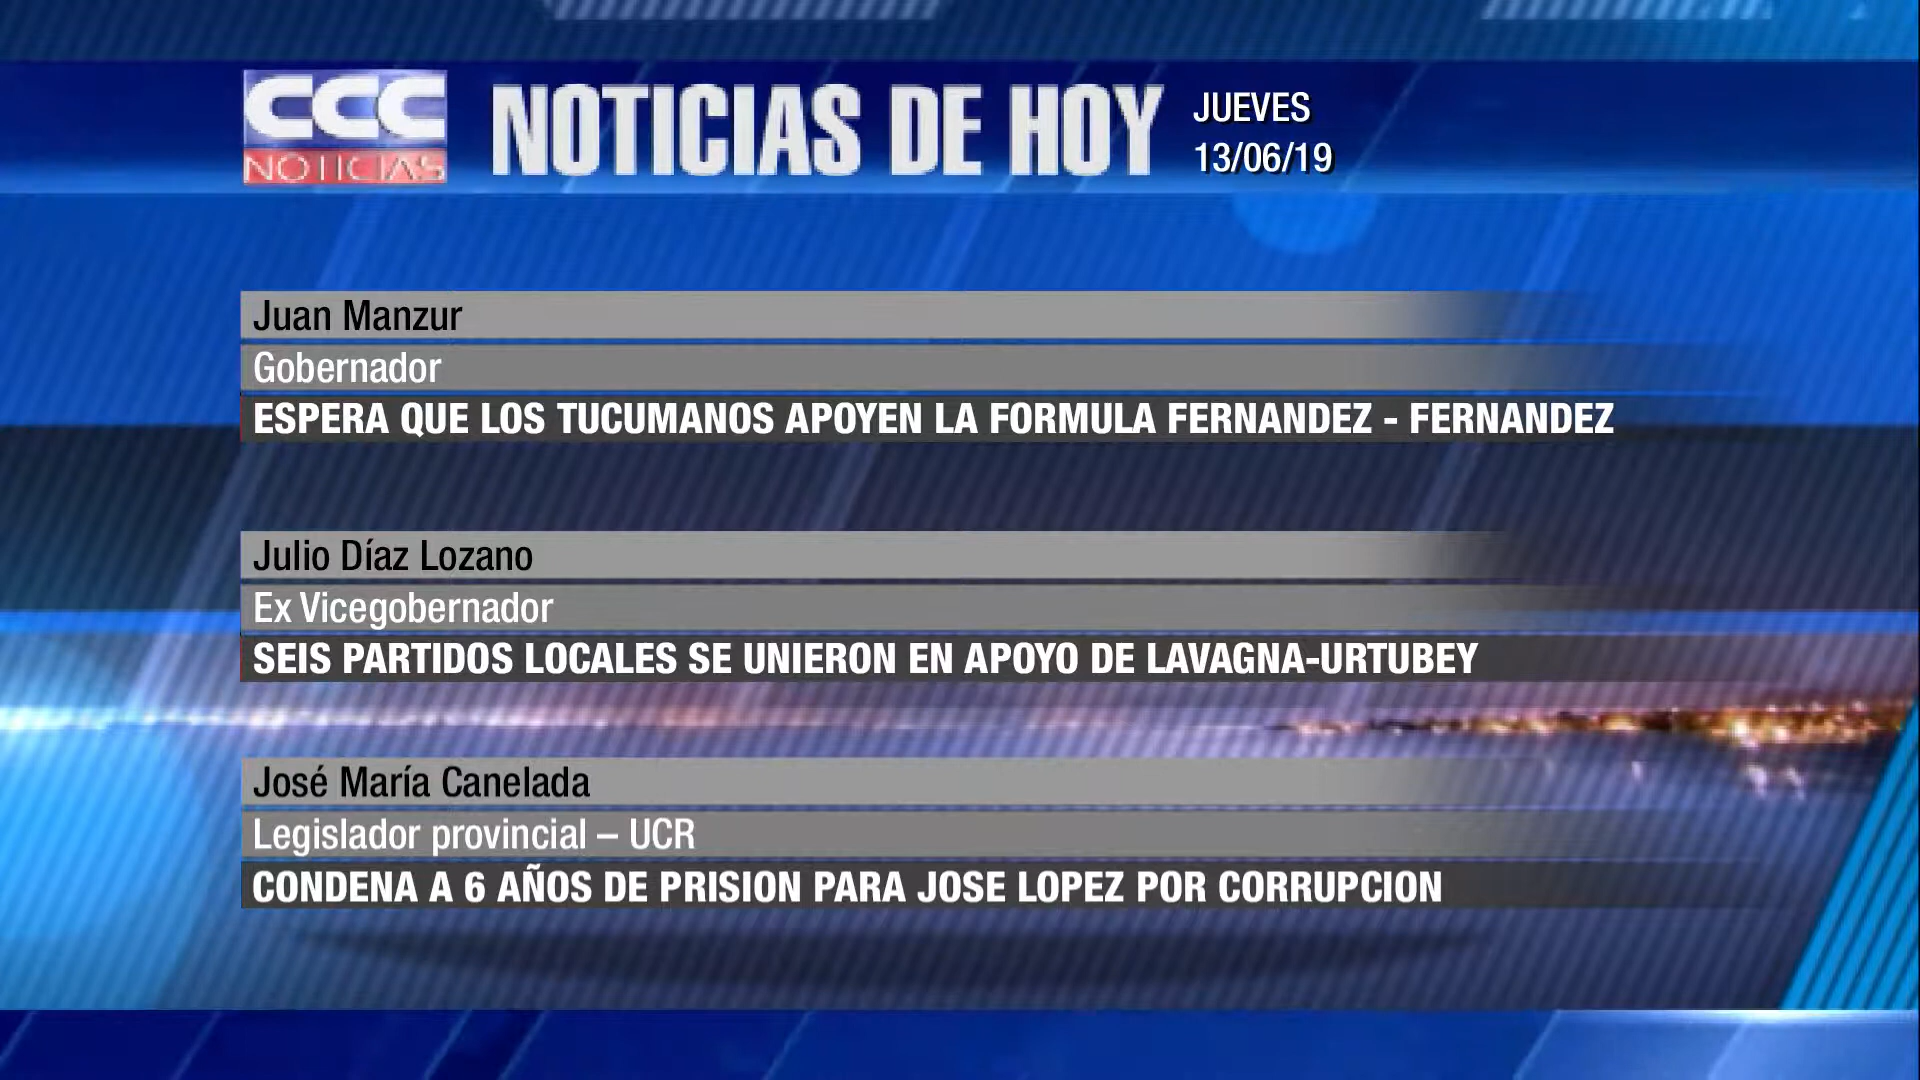 CCC
NOTICIAS
NOTICIAS DE HOY
JUEVES
13/06/19
Juan Manzur
Gobernador
ESPERA QUE LOS TUCUMANOS APOYEN LA FORMULA FERNANDEZ - FERNANDEZ
Julio Díaz Lozano
Ex Vicegobernador
SEIS PARTIDOS LOCALES SE UNIERON EN APOYO DE LAVAGNA-URTUBEY
José María Canelada
Legislador provincial – UCR
CONDENA A 6 AÑOS DE PRISION PARA JOSE LOPEZ POR CORRUPCION